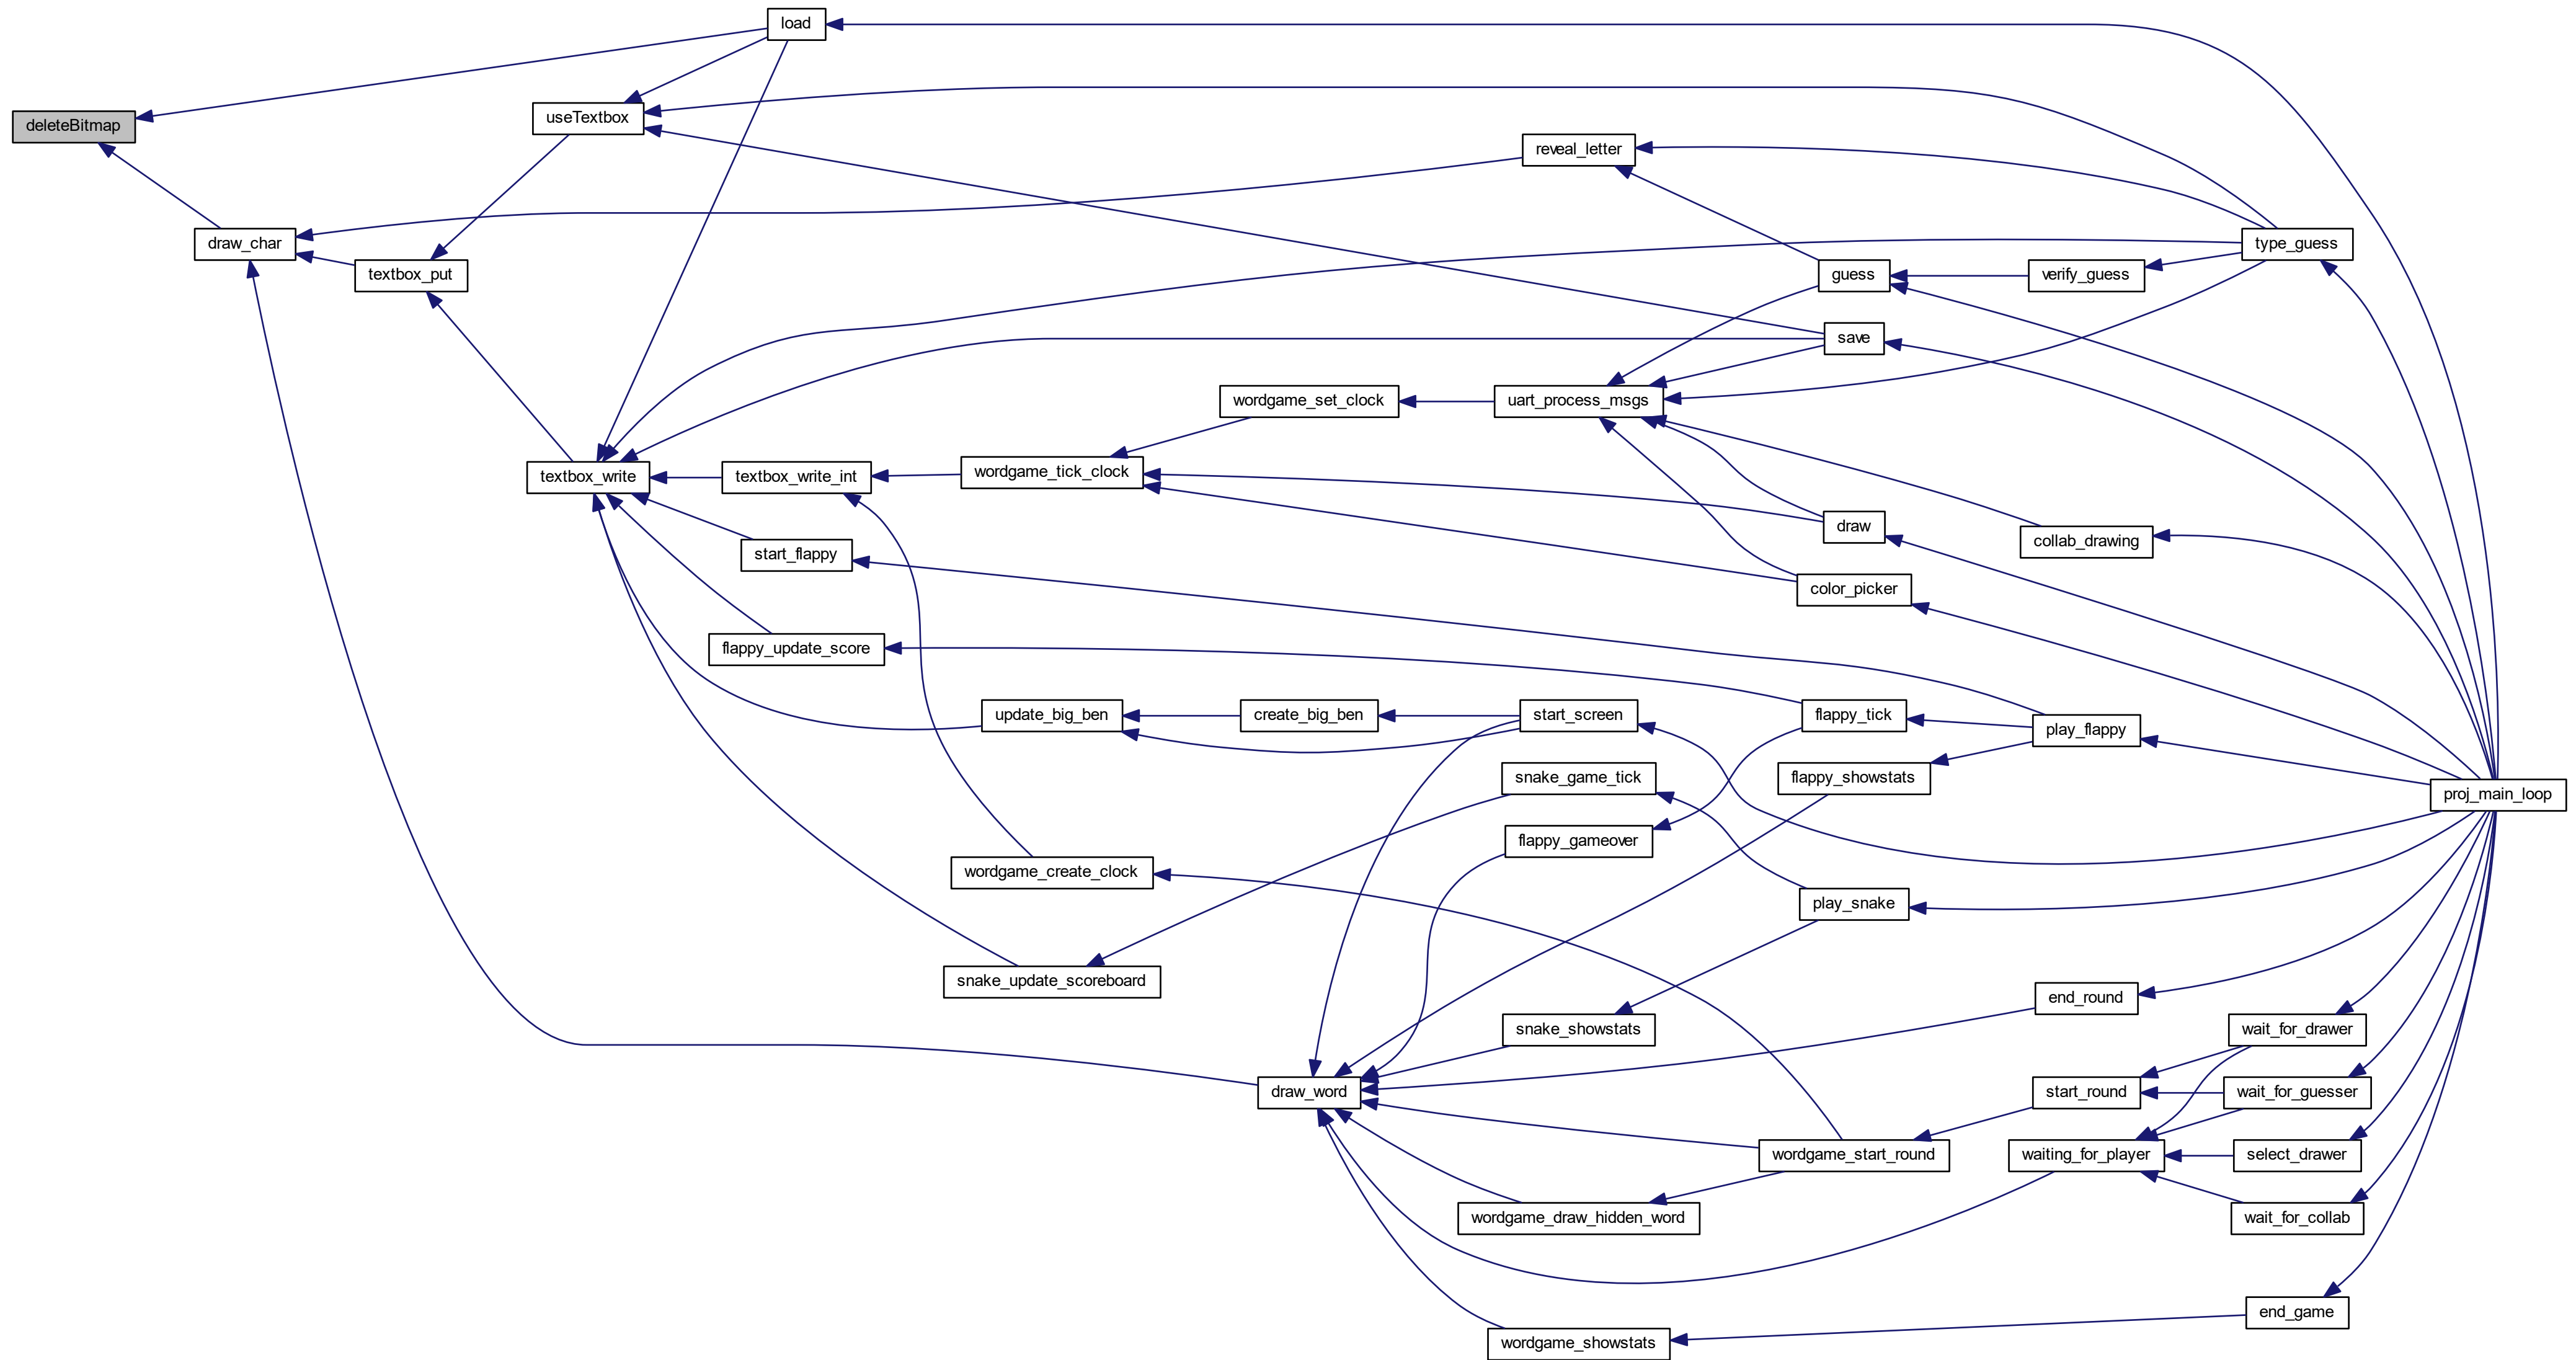 load
useTextbox
deleteBitmap
reveal_letter
draw_char
type_guess
textbox_put
guess
verify_guess
save
wordgame_set_clock
uart_process_msgs
textbox_write
textbox_write_int
wordgame_tick_clock
draw
collab_drawing
start_flappy
color_picker
flappy_update_score
update_big_ben
create_big_ben
start_screen
flappy_tick
play_flappy
snake_game_tick
flappy_showstats
proj_main_loop
flappy_gameover
wordgame_create_clock
play_snake
snake_update_scoreboard
end_round
snake_showstats
wait_for_drawer
draw_word
start_round
wait_for_guesser
wordgame_start_round
waiting_for_player
select_drawer
wordgame_draw_hidden_word
wait_for_collab
end_game
wordgame_showstats